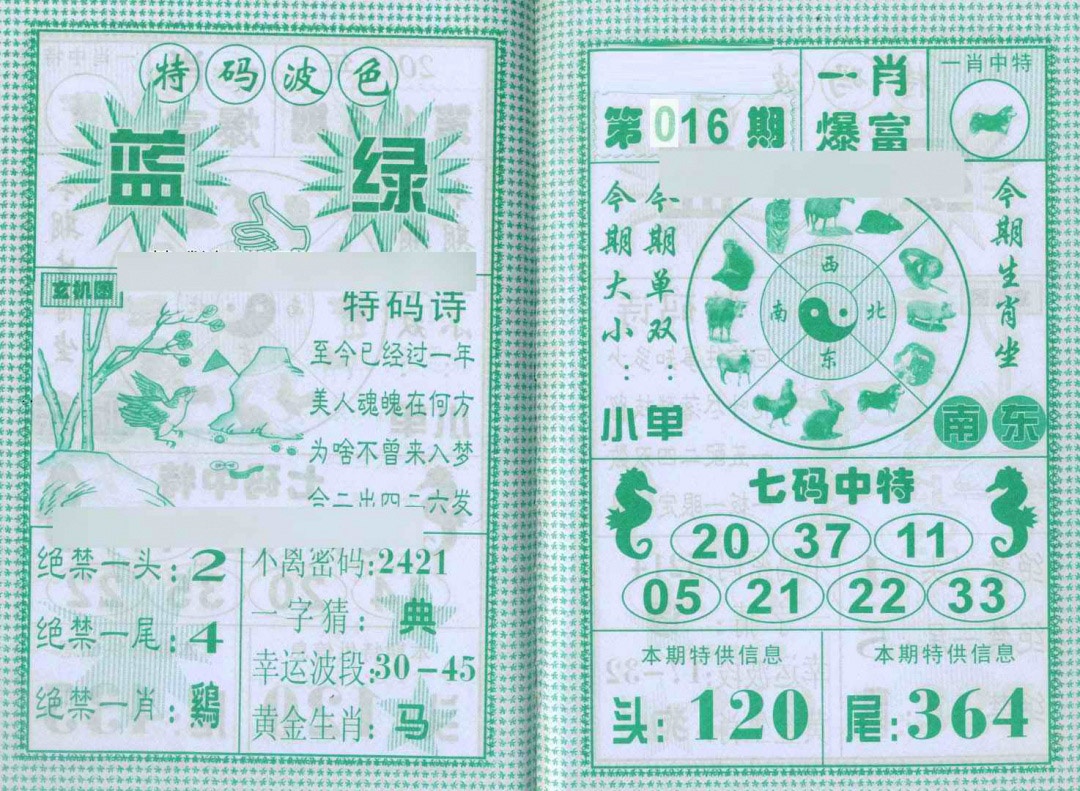 特码波色
蓝 绿
玄机图
特码诗
至今已经过一年
美人魂魄在何方
为啥不曾来入梦
合二出四二六发
绝禁一头:2
绝禁一尾:4
绝禁一肖:鷄
不离密码:2421
一字猜:典
幸运波段:30-45
黄金生肖:马
第016期
一肖
爆富
一肖中特
今期大小:小
今期单双:单
西
南 北
东
今期生肖坐
南东
七码中特
20 37 11
05 21 22 33
本期特供信息
头:120
本期特供信息
尾:364